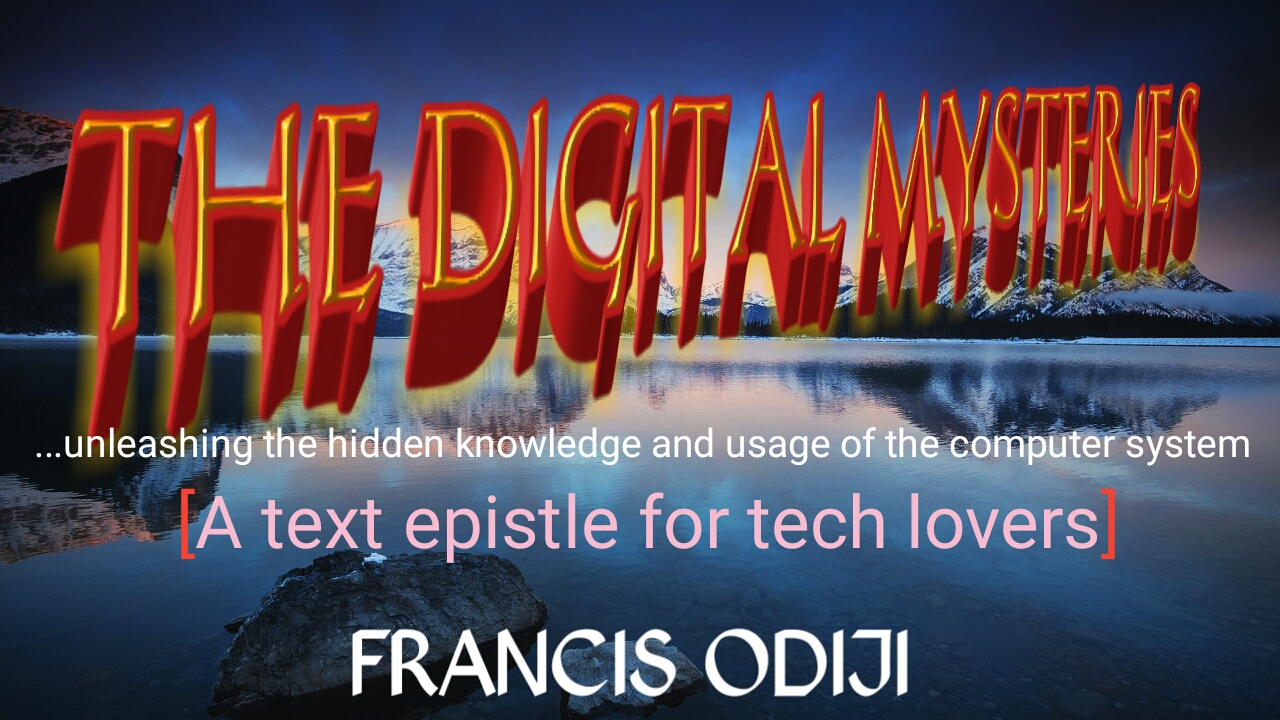 THE DIGITAL MYSTERIES
...unleashing the hidden knowledge and usage of the computer system
[A text epistle for tech lovers]
FRANCIS ODIJI